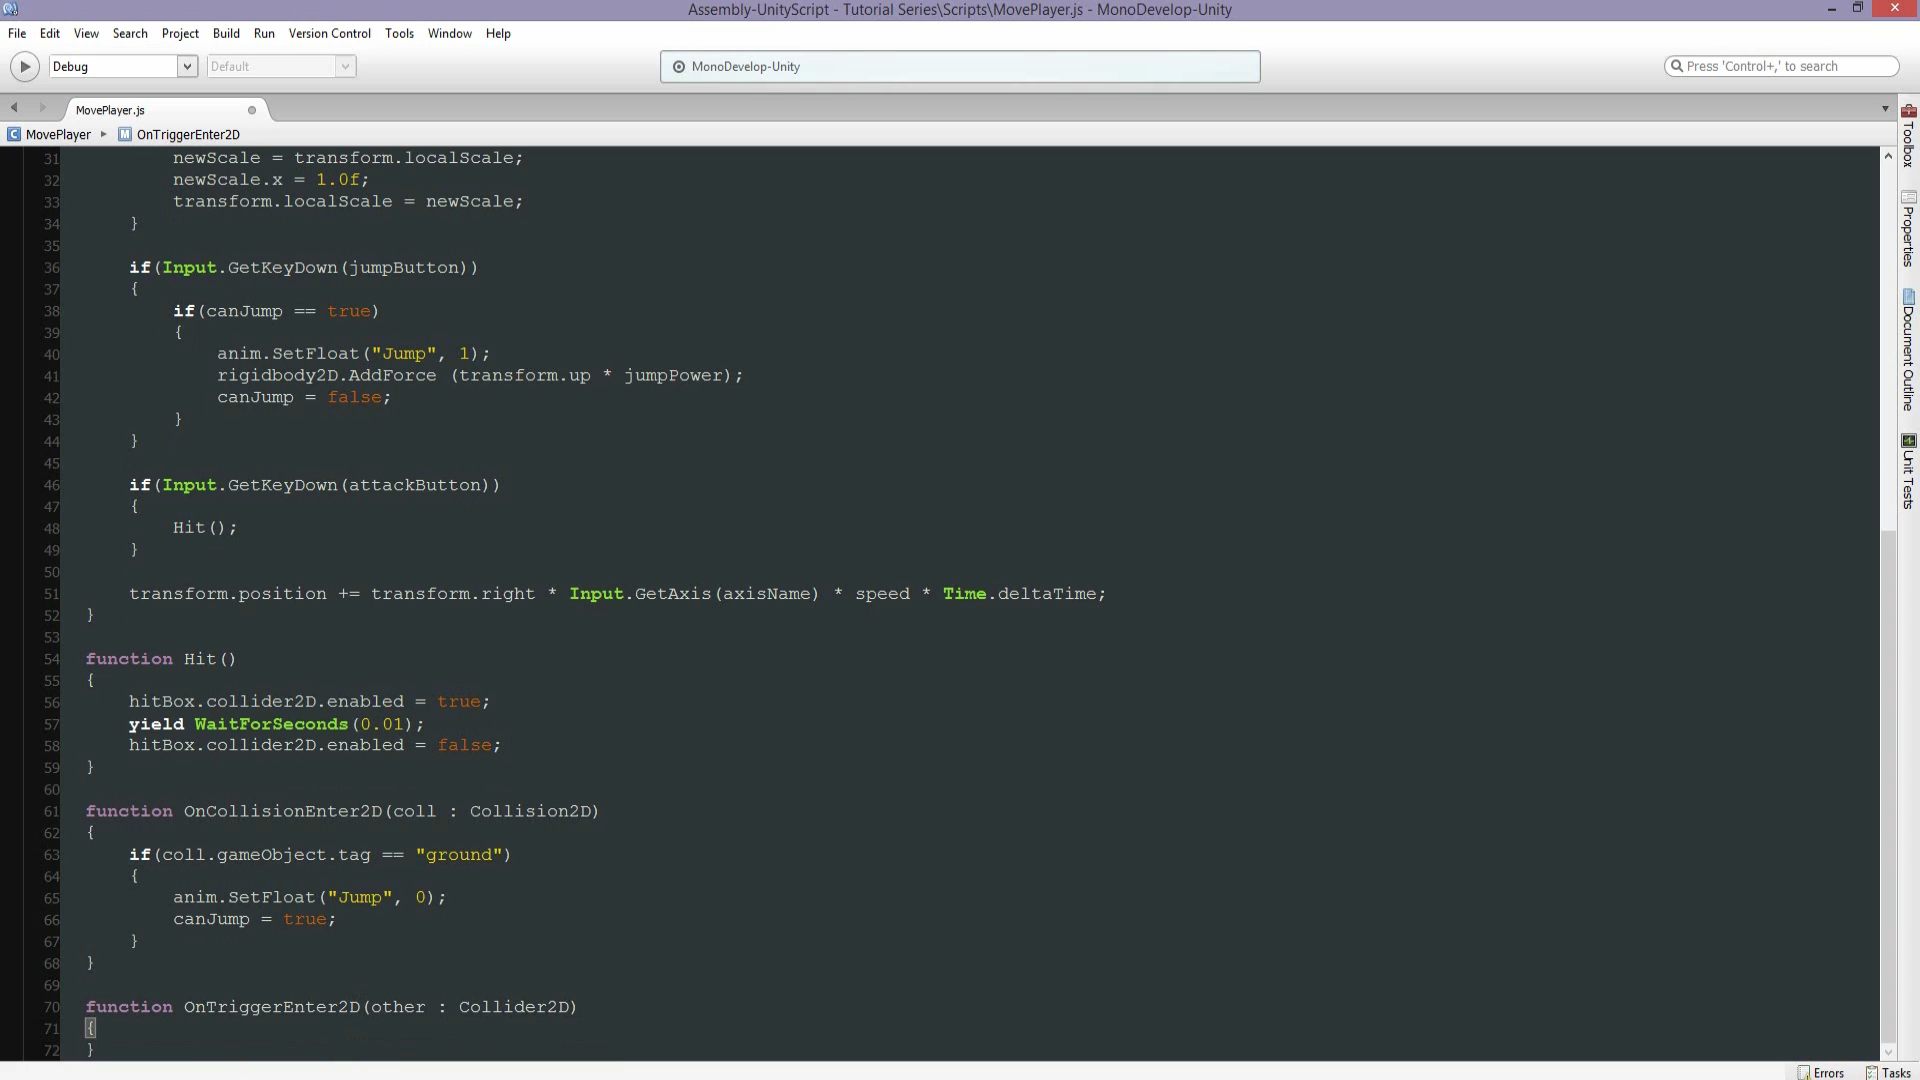 Assembly-UnityScript - Tutorial Series\Scripts\MovePlayer.js - MonoDevelop-Unity
File Edit View Search Project Build Run Version Control Tools Window Help
Debug Default MonoDevelop-Unity Press 'Control+,' to search
MovePlayer.js
C MovePlayer M OnTriggerEnter2D
31 newScale = transform.localScale;
32 newScale.x = 1.0f;
33 transform.localScale = newScale;
34 }
35
36 if(Input.GetKeyDown(jumpButton))
37 {
38 if(canJump == true)
39 {
40 anim.SetFloat("Jump", 1);
41 rigidbody2D.AddForce (transform.up * jumpPower);
42 canJump = false;
43 }
44 }
45
46 if(Input.GetKeyDown(attackButton))
47 {
48 Hit();
49 }
50
51 transform.position += transform.right * Input.GetAxis(axisName) * speed * Time.deltaTime;
52 }
53
54 function Hit()
55 {
56 hitBox.collider2D.enabled = true;
57 yield WaitForSeconds(0.01);
58 hitBox.collider2D.enabled = false;
59 }
60
61 function OnCollisionEnter2D(coll : Collision2D)
62 {
63 if(coll.gameObject.tag == "ground")
64 {
65 anim.SetFloat("Jump", 0);
66 canJump = true;
67 }
68 }
69
70 function OnTriggerEnter2D(other : Collider2D)
71 {
72 }
Toolbox
Properties
Document Outline
Unit Tests
Errors Tasks